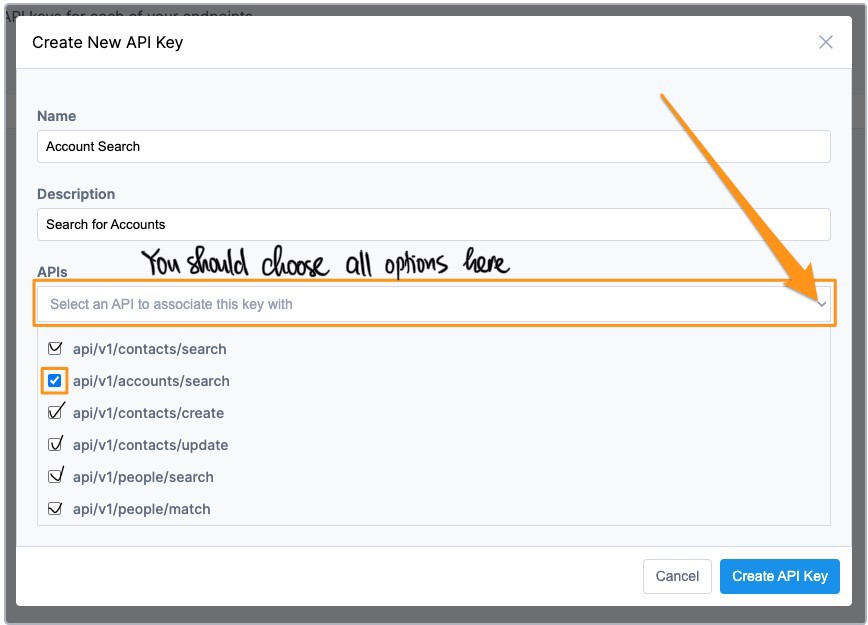 API keys for each of your endpoints
Create New API Key
Name
Account Search
Description
Search for Accounts
You should choose all options here
APIs
Select an API to associate this key with
api/v1/contacts/search
api/v1/accounts/search
api/v1/contacts/create
api/v1/contacts/update
api/v1/people/search
api/v1/people/match
Cancel
Create API Key